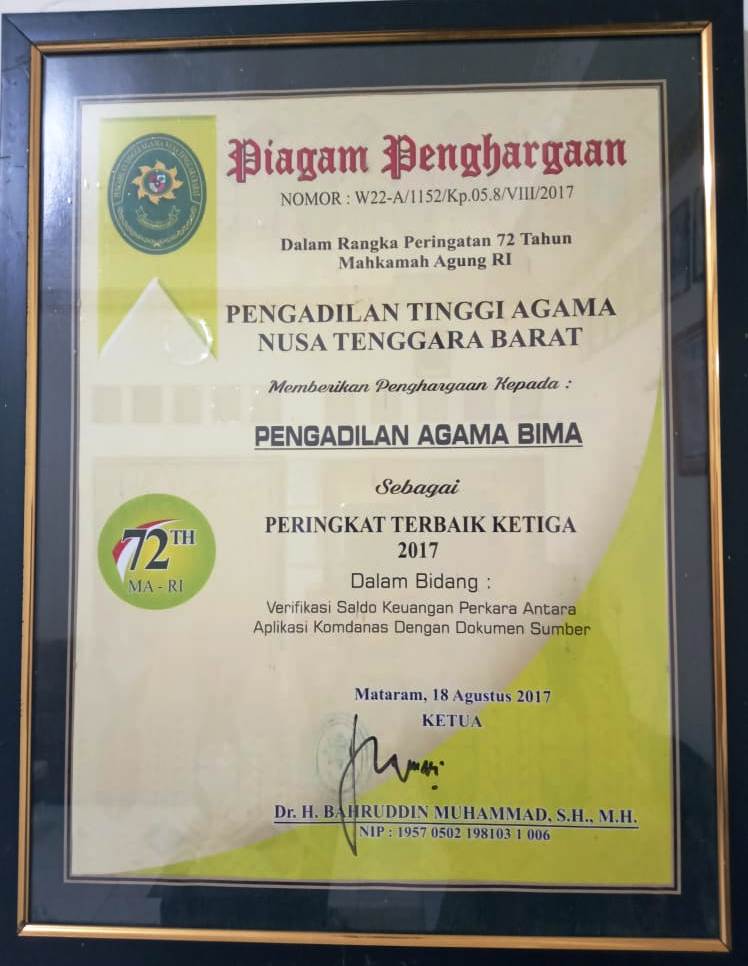 Piagam Penghargaan
NOMOR : W22-A/1152/Kp.05.8/VIII/2017
Dalam Rangka Peringatan 72 Tahun
Mahkamah Agung RI
PENGADILAN TINGGI AGAMA
NUSA TENGGARA BARAT
Memberikan Penghargaan Kepada :
PENGADILAN AGAMA BIMA
Sebagai
PERINGKAT TERBAIK KETIGA
2017
Dalam Bidang :
Verifikasi Saldo Keuangan Perkara Antara
Aplikasi Komdanas Dengan Dokumen Sumber
72TH
MA - RI
Mataram, 18 Agustus 2017
KETUA
Dr. H. BAHRUDDIN MUHAMMAD, S.H., M.H.
NIP : 1957 0502 198103 1 006